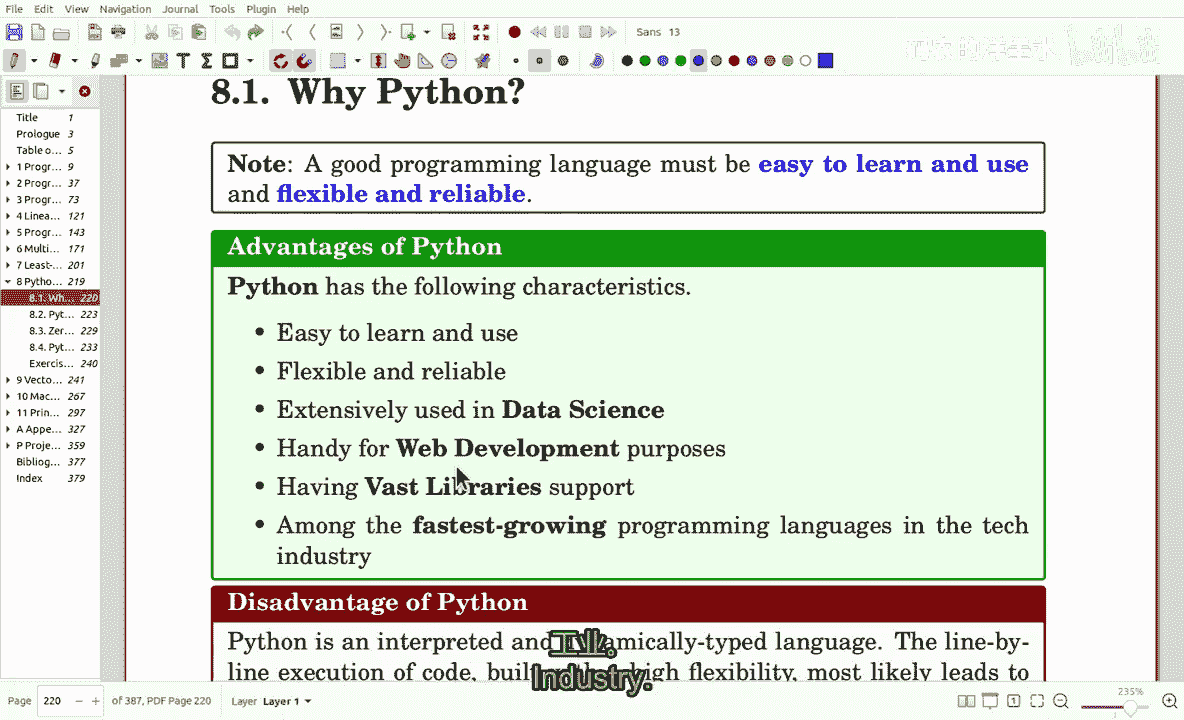 File Edit View Navigation Journal Tools Plugin Help
Sans 13
Title 1
Prologue 3
Table o... 5
1 Progr... 9
2 Progr... 37
3 Progr... 73
4 Linea... 121
5 Progr... 143
6 Multi... 171
7 Least-... 201
8 Pytho... 219
8.1. Wh... 220
8.2. Pyt... 223
8.3. Zer... 229
8.4. Pyt... 233
Exercis... 240
9 Vecto... 241
10 Mac... 267
11 Prin... 297
A Appe... 327
P Proje... 359
Bibliog... 377
Index 379
8.1. Why Python?
Note: A good programming language must be easy to learn and use
and flexible and reliable.
Advantages of Python
Python has the following characteristics.
• Easy to learn and use
• Flexible and reliable
• Extensively used in Data Science
• Handy for Web Development purposes
• Having Vast Libraries support
• Among the fastest-growing programming languages in the tech
industry
Disadvantage of Python
Python is an interpreted and dynamically-typed language. The line-by-
line execution of code, built high flexibility, most likely leads to
工业.
Industry.
Page 220 of 387, PDF Page 220 Layer Layer 1 235%